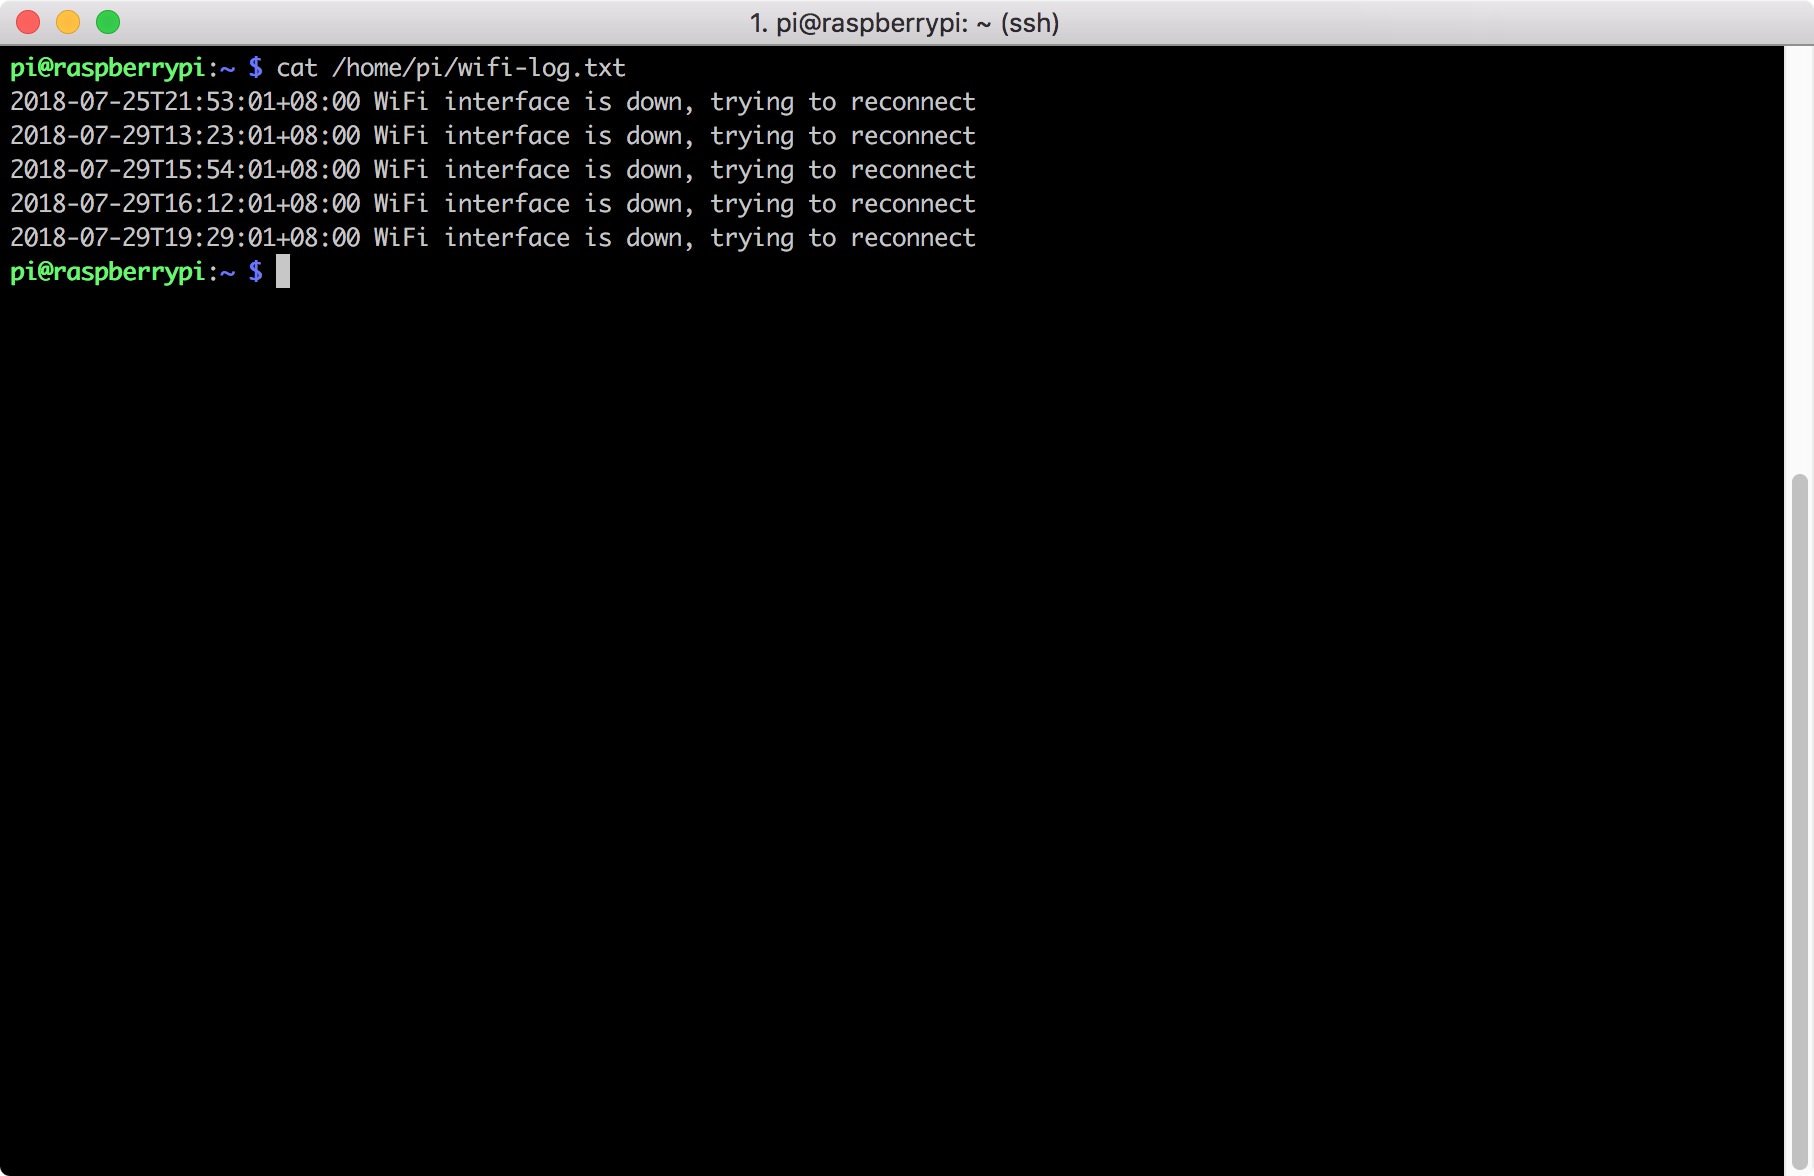 1. pi@raspberrypi: ~ (ssh)
pi@raspberrypi:~ $ cat /home/pi/wifi-log.txt
2018-07-25T21:53:01+08:00 WiFi interface is down, trying to reconnect
2018-07-29T13:23:01+08:00 WiFi interface is down, trying to reconnect
2018-07-29T15:54:01+08:00 WiFi interface is down, trying to reconnect
2018-07-29T16:12:01+08:00 WiFi interface is down, trying to reconnect
2018-07-29T19:29:01+08:00 WiFi interface is down, trying to reconnect
pi@raspberrypi:~ $